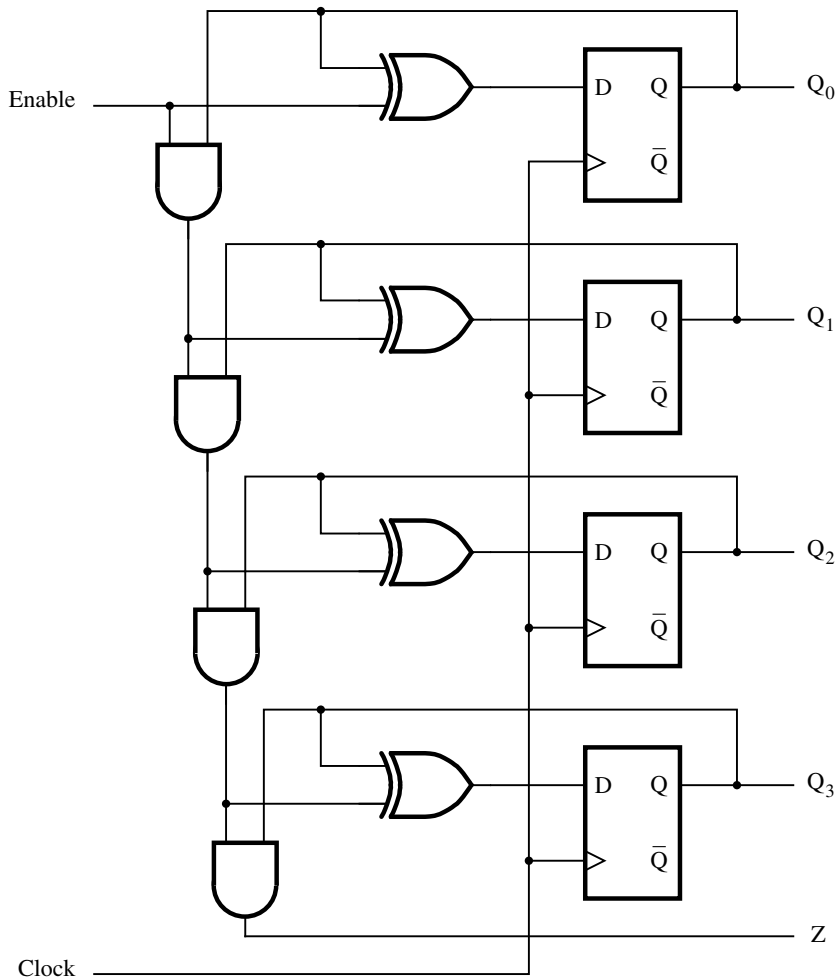 D Q Q₀
Enable
Q̅
D Q Q₁
Q̅
D Q Q₂
Q̅
D Q Q₃
Q̅
Z
Clock